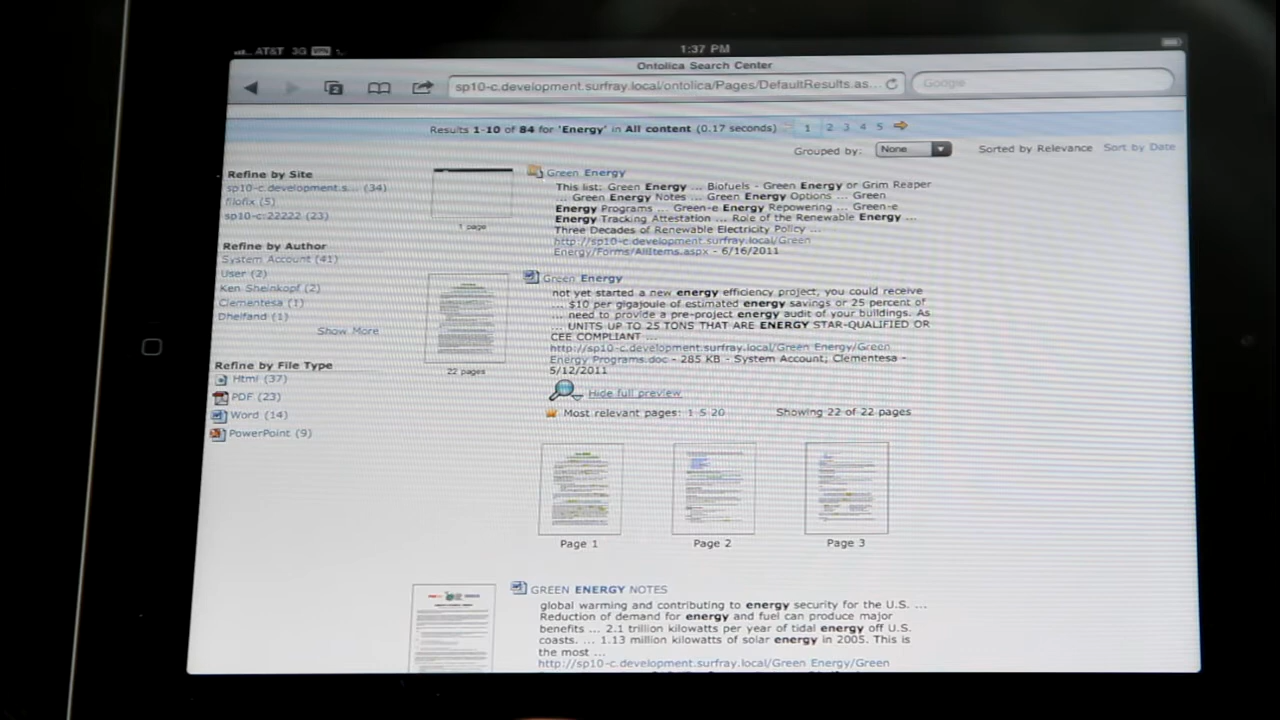 AT&T 3G VPN
1:37 PM
Ontolica Search Center
2
sp10-c.development.surfray.local/ontolica/Pages/DefaultResults.as...
Google
Results 1-10 of 84 for 'Energy' in All content (0.17 seconds)
1 2 3 4 5
Grouped by: None
Sorted by Relevance Sort by Date
Refine by Site
sp10-c.development.s... (34)
filofix (5)
sp10-c:22222 (23)
Refine by Author
System Account (41)
User (2)
Ken Sheinkopf (2)
Clementesa (1)
Dhelfand (1)
Show More
Refine by File Type
Html (37)
PDF (23)
Word (14)
PowerPoint (9)
1 page
Green Energy
This list: Green Energy ... Biofuels - Green Energy or Grim Reaper
... Green Energy Notes ... Green Energy Options ... Green
Energy Programs ... Green-e Energy Repowering ... Green-e
Energy Tracking Attestation ... Role of the Renewable Energy ...
Three Decades of Renewable Electricity Policy ...
http://sp10-c.development.surfray.local/Green
Energy/Forms/AllItems.aspx - 6/16/2011
22 pages
Green Energy
not yet started a new energy efficiency project, you could receive
... $10 per gigajoule of estimated energy savings or 25 percent of
... need to provide a pre-project energy audit of your buildings. As
... UNITS UP TO 25 TONS THAT ARE ENERGY STAR-QUALIFIED OR
CEE COMPLIANT ...
http://sp10-c.development.surfray.local/Green Energy/Green
Energy Programs.doc - 285 KB - System Account; Clementesa -
5/12/2011
Hide full preview
Most relevant pages: 1 5 20
Showing 22 of 22 pages
Page 1
Page 2
Page 3
GREEN ENERGY NOTES
global warming and contributing to energy security for the U.S. ...
Reduction of demand for energy and fuel can produce major
benefits ... 2.1 trillion kilowatts per year of tidal energy off U.S.
coasts. ... 1.13 million kilowatts of solar energy in 2005. This is
the most ...
http://sp10-c.development.surfray.local/Green Energy/Green